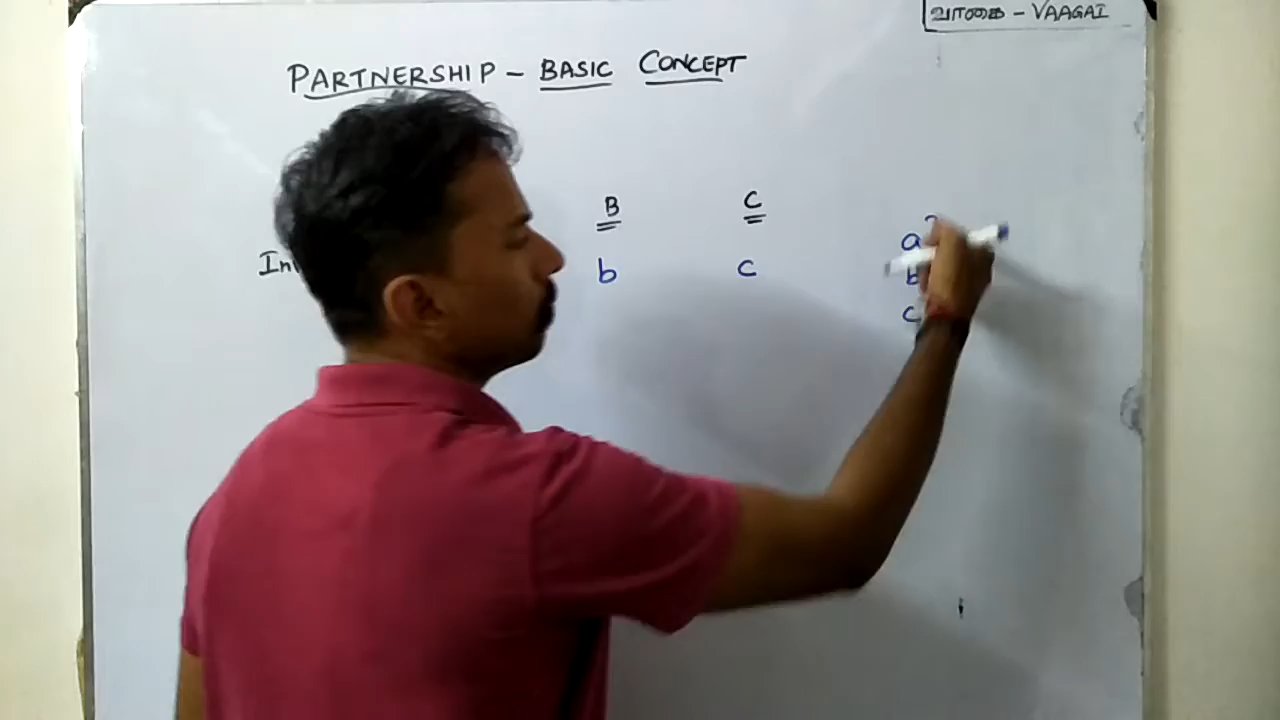 வாகை - VAAGAI
PARTNERSHIP - BASIC CONCEPT
B C
b c
a
b
c